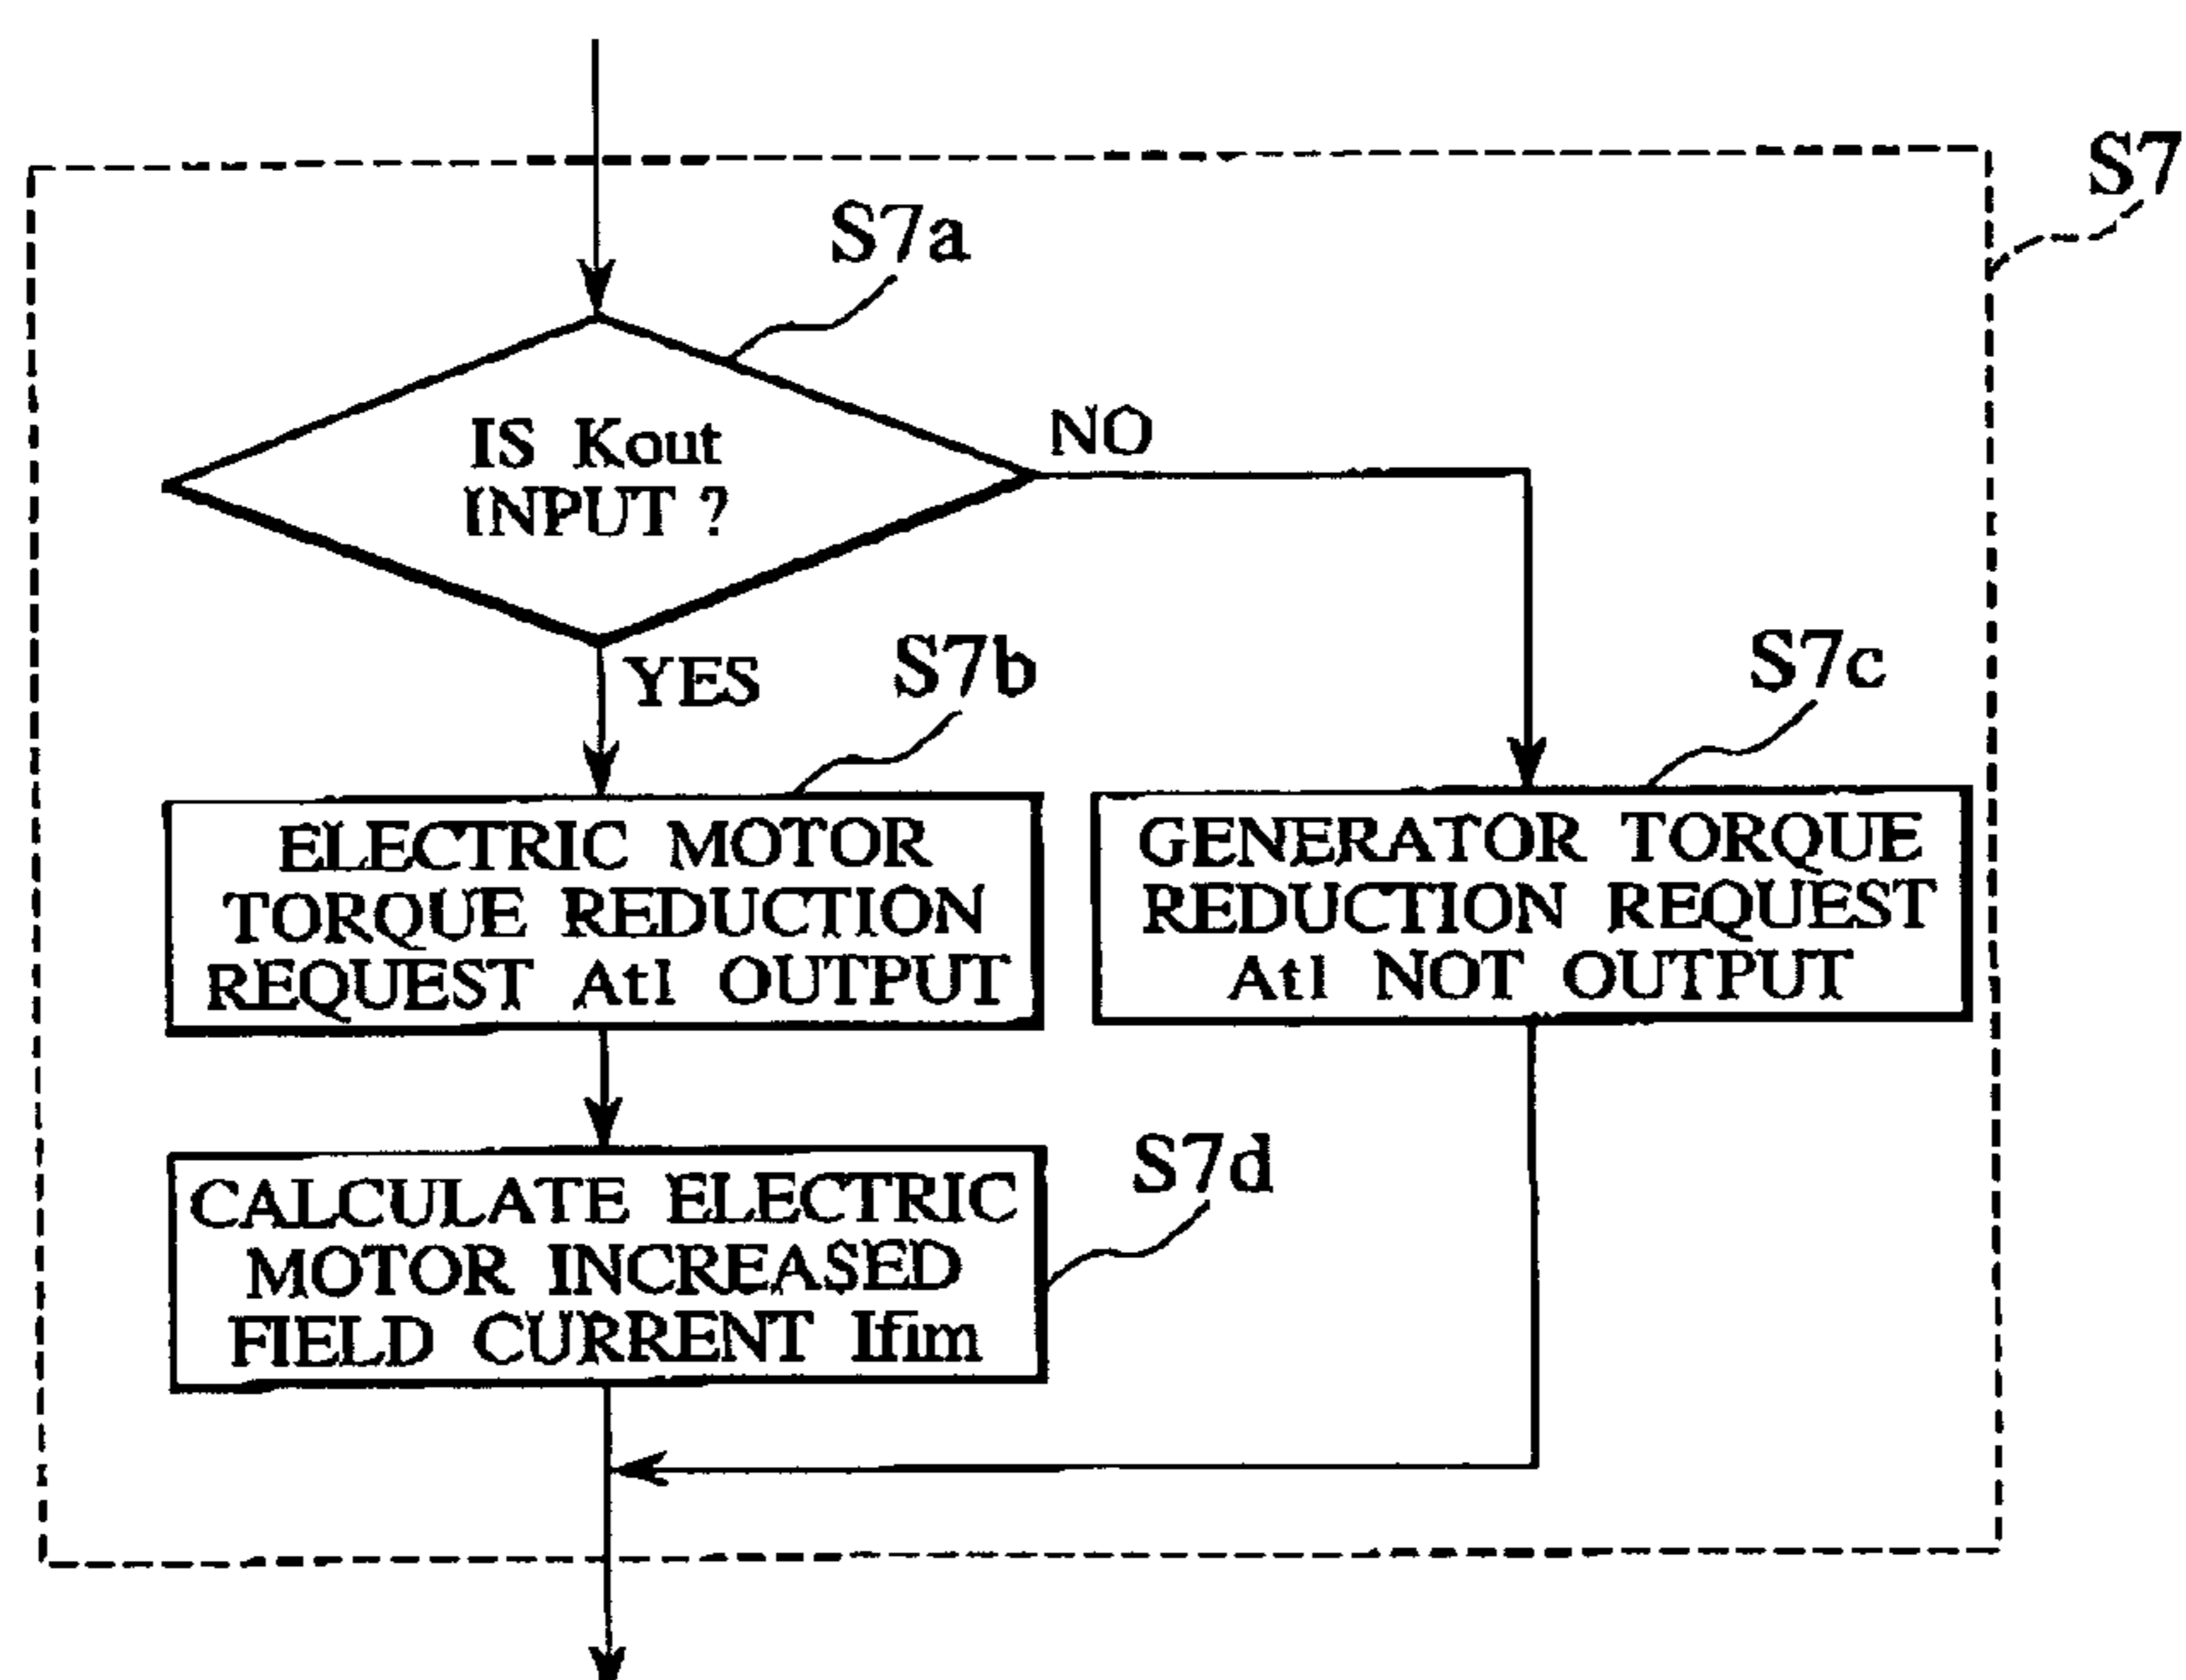 S7
S7a
IS Kout
INPUT ?
NO
YES
S7b
S7c
ELECTRIC MOTOR
TORQUE REDUCTION
REQUEST Atl OUTPUT
GENERATOR TORQUE
REDUCTION REQUEST
Atl NOT OUTPUT
S7d
CALCULATE ELECTRIC
MOTOR INCREASED
FIELD CURRENT Ifim